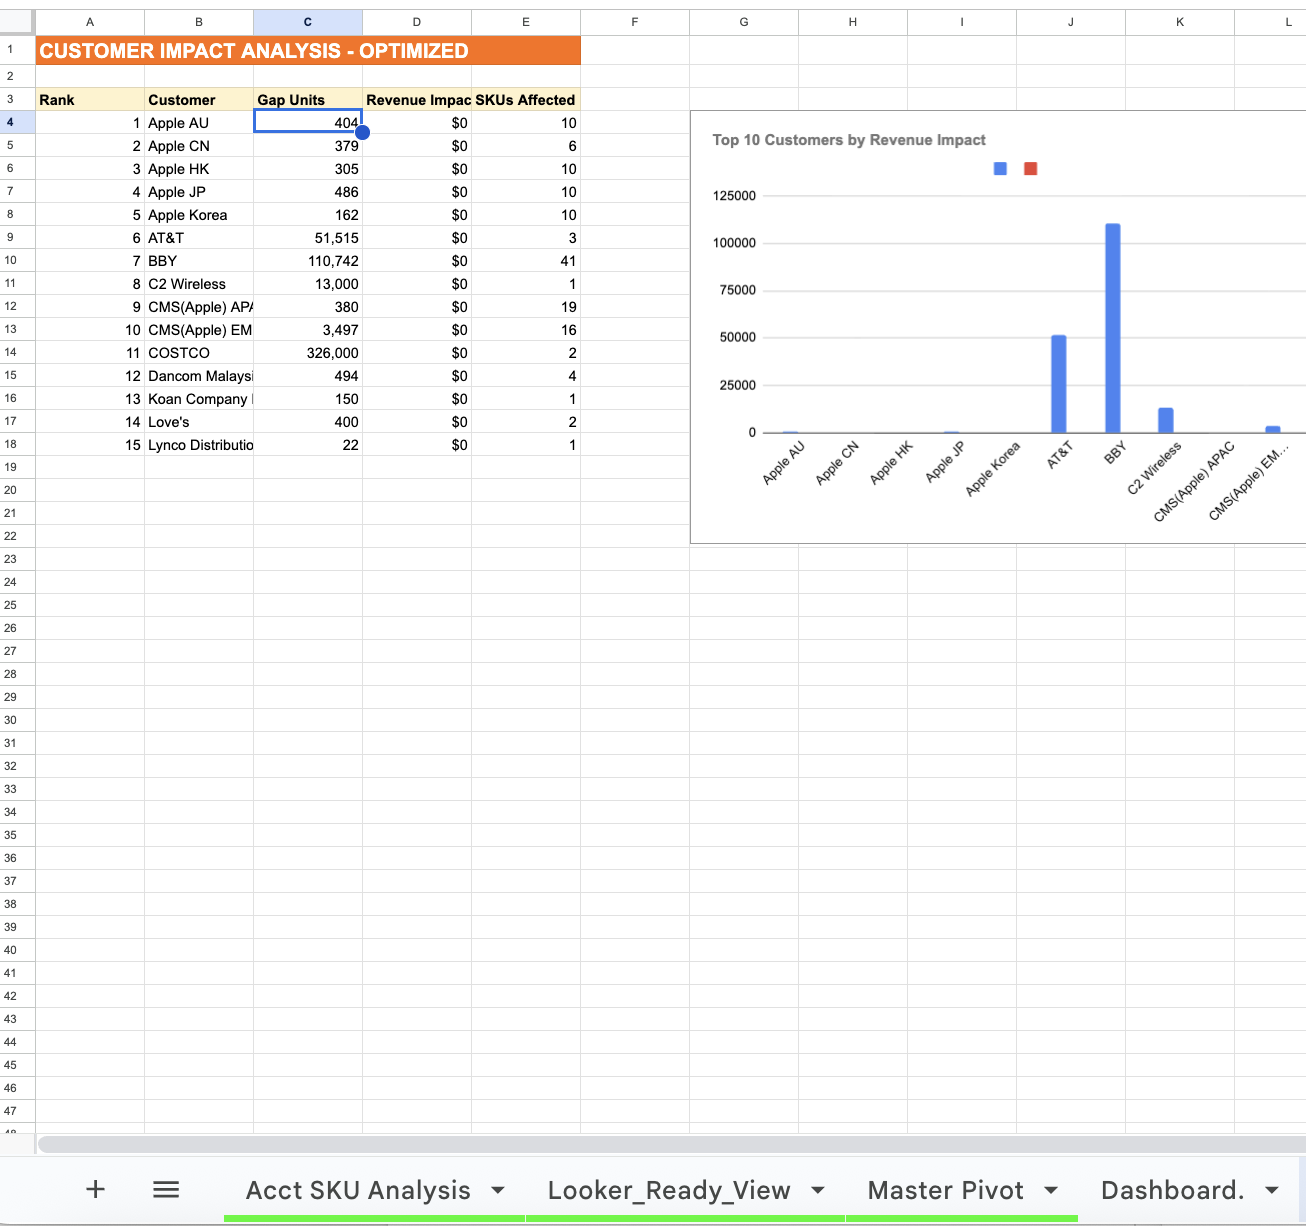 A B C D E F G H I J K L
1 CUSTOMER IMPACT ANALYSIS - OPTIMIZED
2
3 Rank Customer Gap Units Revenue Impac SKUs Affected
4 1 Apple AU 404 $0 10
5 2 Apple CN 379 $0 6
6 3 Apple HK 305 $0 10
7 4 Apple JP 486 $0 10
8 5 Apple Korea 162 $0 10
9 6 AT&T 51,515 $0 3
10 7 BBY 110,742 $0 41
11 8 C2 Wireless 13,000 $0 1
12 9 CMS(Apple) APA 380 $0 19
13 10 CMS(Apple) EM 3,497 $0 16
14 11 COSTCO 326,000 $0 2
15 12 Dancom Malaysi 494 $0 4
16 13 Koan Company 150 $0 1
17 14 Love's 400 $0 2
18 15 Lynco Distributio 22 $0 1
19
20
21
22
23
24
25
26
27
28
29
30
31
32
33
34
35
36
37
38
39
40
41
42
43
44
45
46
47
Top 10 Customers by Revenue Impact
125000
100000
75000
50000
25000
0
Apple AU
Apple CN
Apple HK
Apple JP
Apple Korea
AT&T
BBY
C2 Wireless
CMS(Apple) APAC
CMS(Apple) EM...
+ Acct SKU Analysis Looker_Ready_View Master Pivot Dashboard.